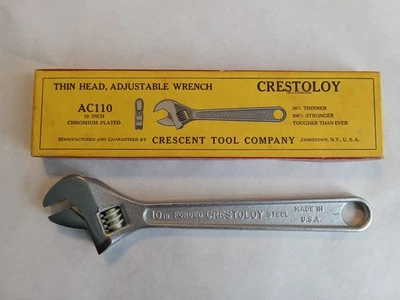 THIN HEAD, ADJUSTABLE WRENCH
CRESTOLOY
AC110
10 INCH
CHROMIUM PLATED
30% THINNER
200% STRONGER
TOUGHER THAN EVER
MANUFACTURED AND GUARANTEED BY CRESCENT TOOL COMPANY JAMESTOWN, N.Y., U.S.A.
10 IN. FORGED CRESTOLOY STEEL
MADE IN
U.S.A.